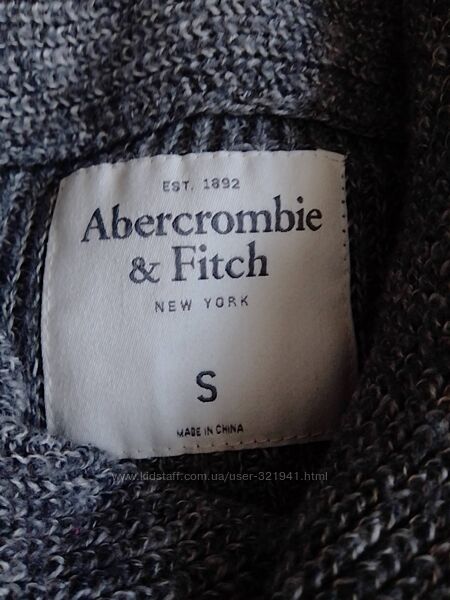 EST. 1892
Abercrombie
& Fitch
NEW YORK
S
MADE IN CHINA
www.kidstaff.com.ua/user-321941.html